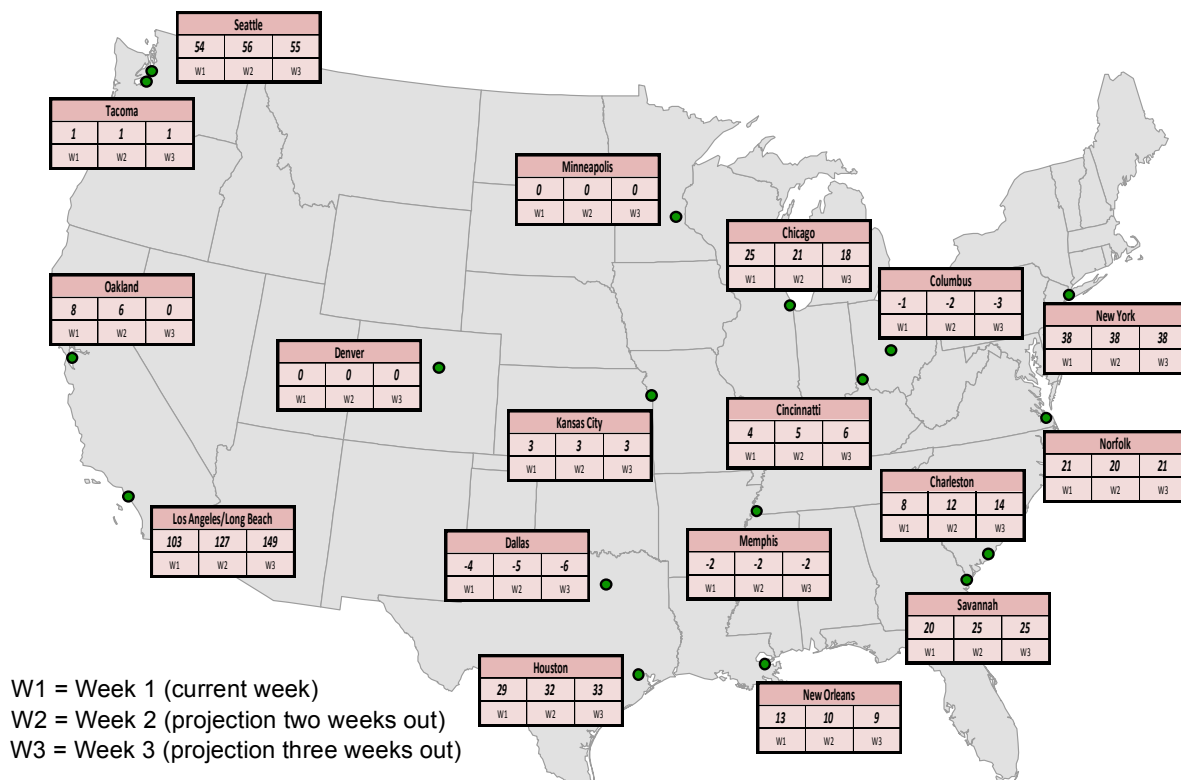 Seattle
54 56 55
W1 W2 W3
Tacoma
1 1 1
W1 W2 W3
Minneapolis
0 0 0
W1 W2 W3
Chicago
25 21 18
W1 W2 W3
Columbus
-1 -2 -3
W1 W2 W3
Oakland
8 6 0
W1 W2 W3
New York
38 38 38
W1 W2 W3
Denver
0 0 0
W1 W2 W3
Kansas City
3 3 3
W1 W2 W3
Cincinnatti
4 5 6
W1 W2 W3
Norfolk
21 20 21
W1 W2 W3
Charleston
8 12 14
W1 W2 W3
Los Angeles/Long Beach
103 127 149
W1 W2 W3
Dallas
-4 -5 -6
W1 W2 W3
Memphis
-2 -2 -2
W1 W2 W3
Savannah
20 25 25
W1 W2 W3
Houston
29 32 33
W1 W2 W3
New Orleans
13 10 9
W1 W2 W3
W1 = Week 1 (current week)
W2 = Week 2 (projection two weeks out)
W3 = Week 3 (projection three weeks out)